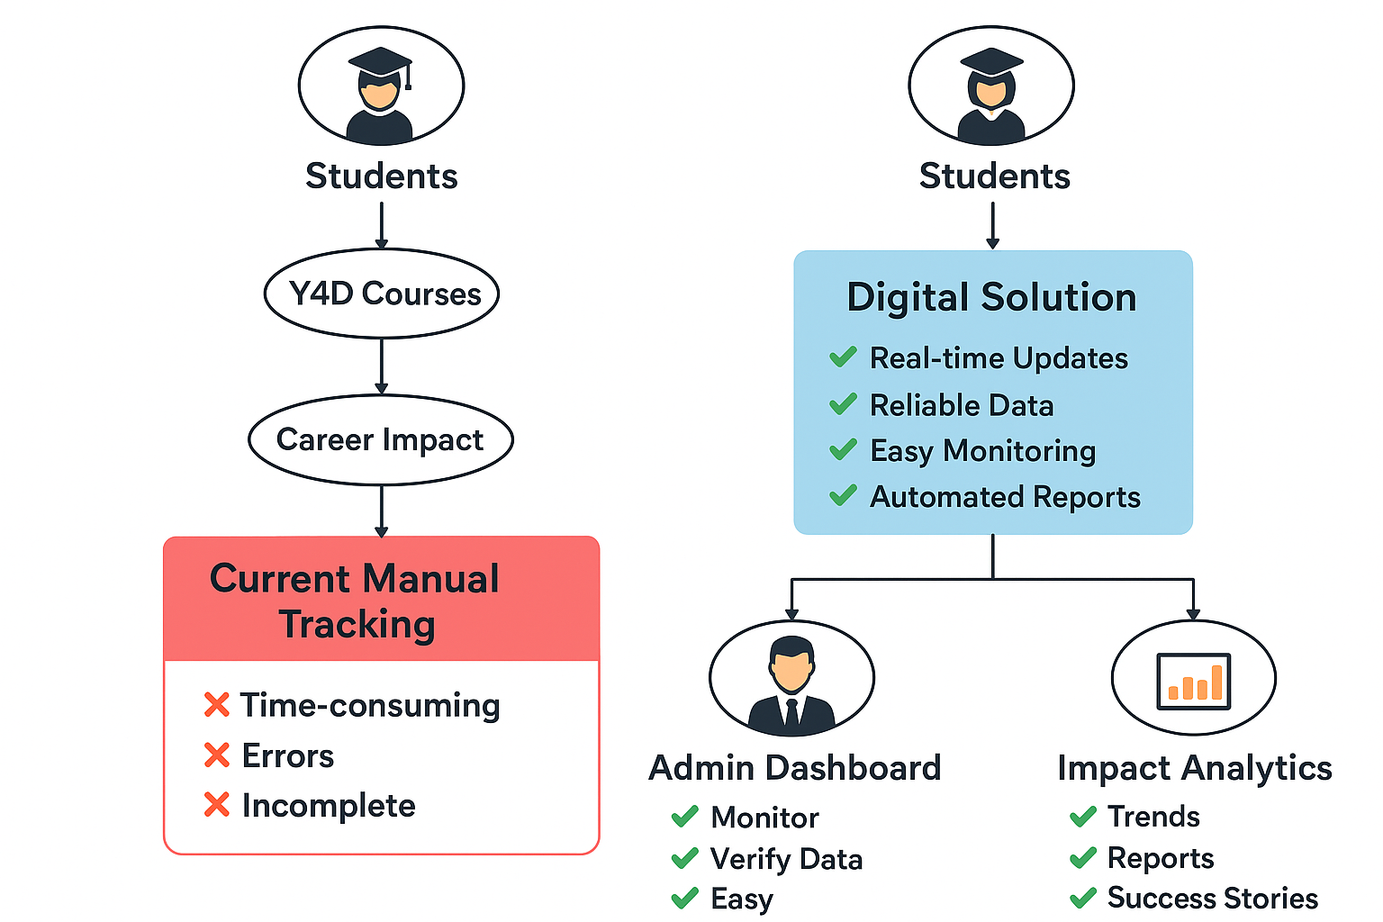 Students
Y4D Courses
Career Impact
Current Manual
Tracking
Time-consuming
Errors
Incomplete
Students
Digital Solution
Real-time Updates
Reliable Data
Easy Monitoring
Automated Reports
Admin Dashboard
Monitor
Verify Data
Easy
Impact Analytics
Trends
Reports
Success Stories